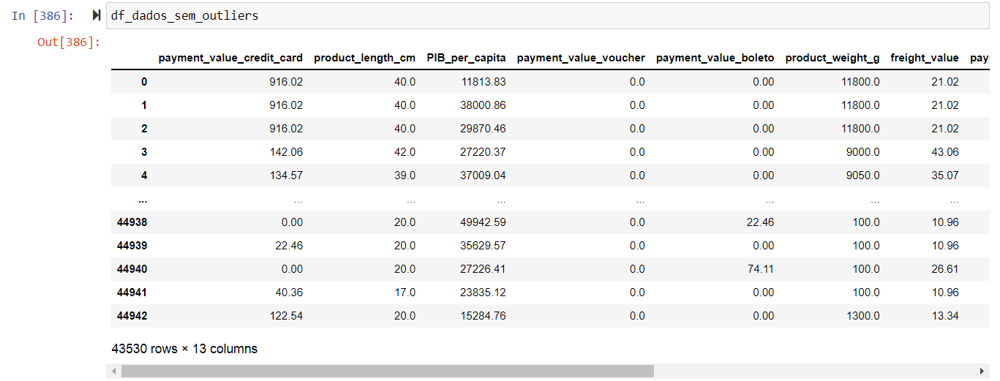 In [386]: df_dados_sem_outliers
Out[386]:
payment_value_credit_card product_length_cm PIB_per_capita payment_value_voucher payment_value_boleto product_weight_g freight_value pay
0 916.02 40.0 11813.83 0.0 0.00 11800.0 21.02
1 916.02 40.0 38000.86 0.0 0.00 11800.0 21.02
2 916.02 40.0 29870.46 0.0 0.00 11800.0 21.02
3 142.06 42.0 27220.37 0.0 0.00 9000.0 43.06
4 134.57 39.0 37009.04 0.0 0.00 9050.0 35.07
... ... ... ... ... ... ... ...
44938 0.00 20.0 49942.59 0.0 22.46 100.0 10.96
44939 22.46 20.0 35629.57 0.0 0.00 100.0 10.96
44940 0.00 20.0 27226.41 0.0 74.11 100.0 26.61
44941 40.36 17.0 23835.12 0.0 0.00 100.0 10.96
44942 122.54 20.0 15284.76 0.0 0.00 1300.0 13.34
43530 rows × 13 columns